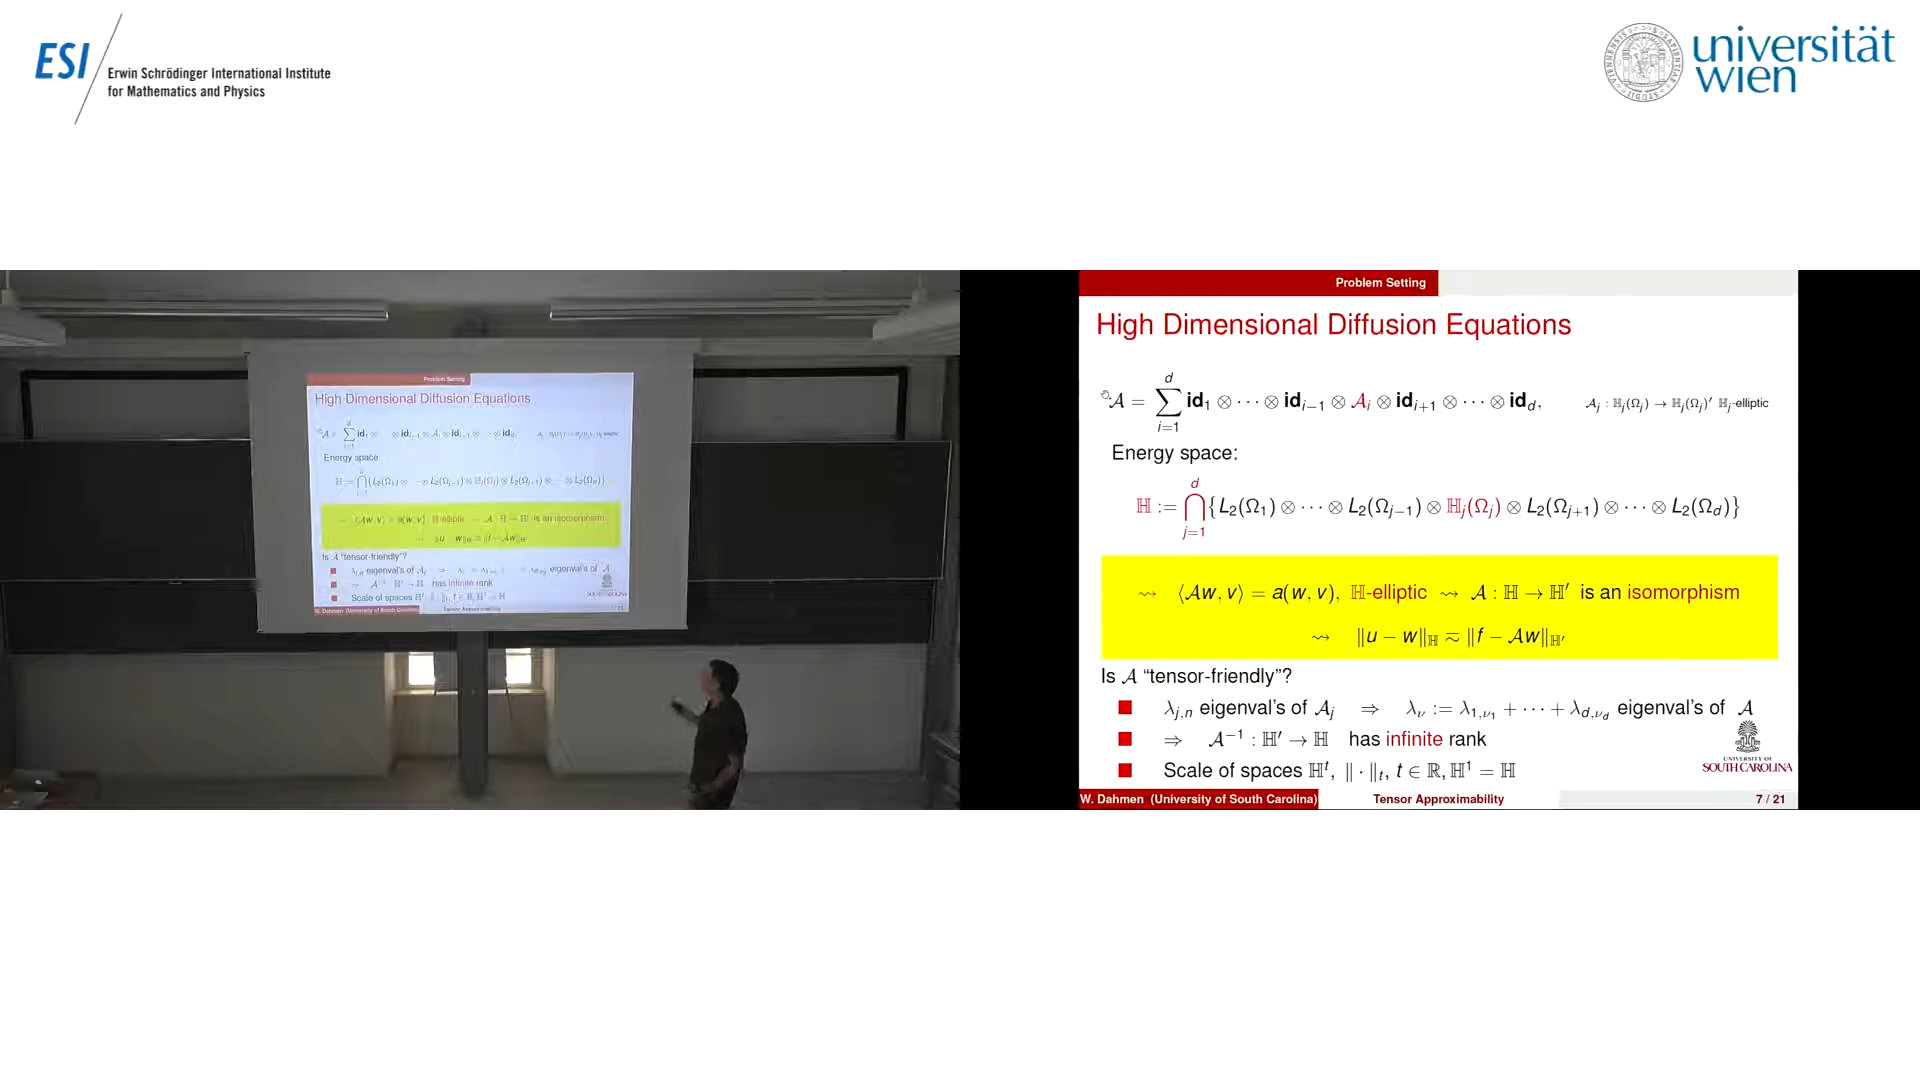 ESI
Erwin Schrödinger International Institute
for Mathematics and Physics
universität
wien
Problem Setting
High Dimensional Diffusion Equations
𝒜 = ∑_{i=1}^{d} id₁ ⊗ ⋯ ⊗ id_{i−1} ⊗ 𝒜_i ⊗ id_{i+1} ⊗ ⋯ ⊗ id_d, 𝒜_j : ℍ_j(Ω_j) → ℍ_j(Ω_j)′ ℍ_j-elliptic
Energy space:
ℍ := ⋂_{j=1}^{d} {L₂(Ω₁) ⊗ ⋯ ⊗ L₂(Ω_{j−1}) ⊗ ℍ_j(Ω_j) ⊗ L₂(Ω_{j+1}) ⊗ ⋯ ⊗ L₂(Ω_d)}
⇝ ⟨𝒜w, v⟩ = a(w, v), ℍ-elliptic ⇝ 𝒜 : ℍ → ℍ′ is an isomorphism
⇝ ‖u − w‖_ℍ ≂ ‖f − 𝒜w‖_{ℍ′}
Is 𝒜 “tensor-friendly”?
λ_{j,n} eigenval's of 𝒜_j ⇒ λ_ν := λ_{1,ν₁} + ⋯ + λ_{d,ν_d} eigenval's of 𝒜
⇒ 𝒜⁻¹ : ℍ′ → ℍ has infinite rank
Scale of spaces ℍ^t, ‖ · ‖_t, t ∈ ℝ, ℍ¹ = ℍ
UNIVERSITY OF
SOUTH CAROLINA
W. Dahmen (University of South Carolina) Tensor Approximability 7 / 21